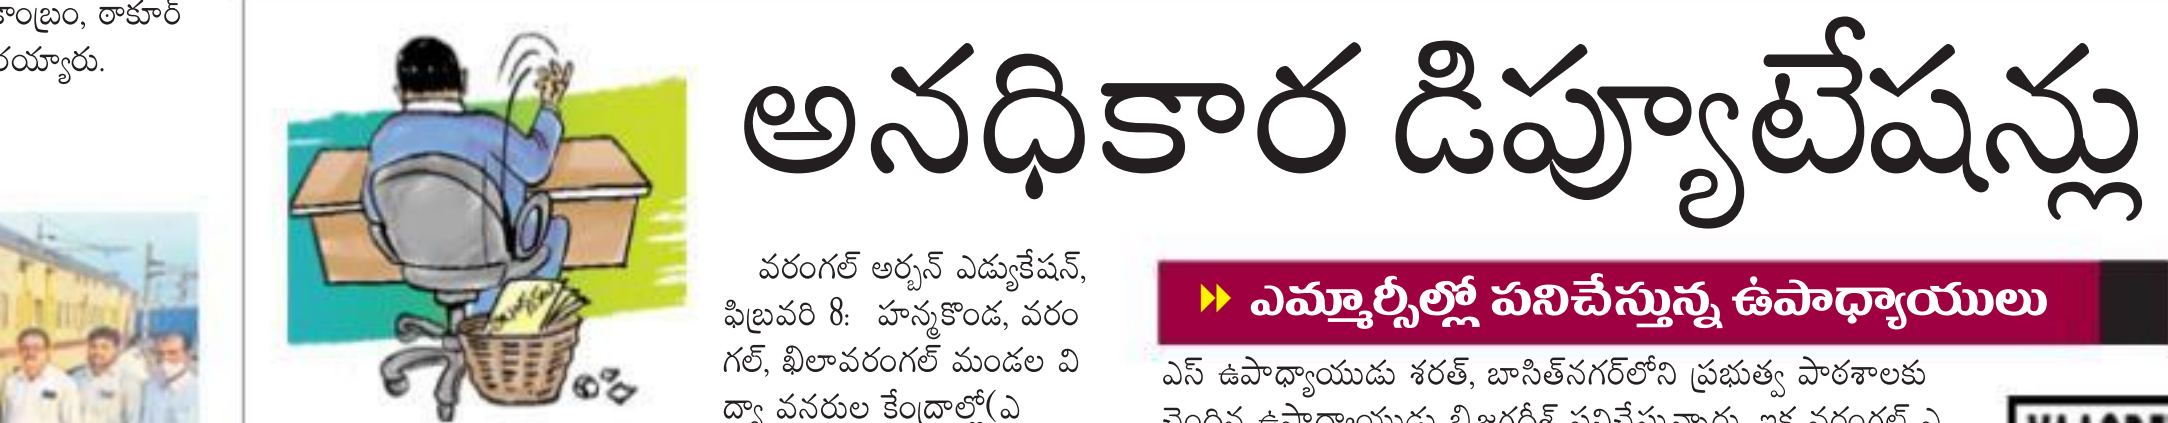 కాంబ్రం, ఠాకూర్
రయ్యారు.
అనధికార డిప్యూటేషన్లు
వరంగల్ అర్బన్ ఎడ్యుకేషన్,
ఫిబ్రవరి 8: హన్మకొండ, వరం
గల్, ఖిలావరంగల్ మండల వి
ద్యా వనరుల కేంద్రాల్లో(ఎ
ఎమ్మార్సీల్లో పనిచేస్తున్న ఉపాధ్యాయులు
ఎస్ ఉపాధ్యాయుడు శరత్, బాసిత్‌నగర్‌లోని ప్రభుత్వ పాఠశాలకు